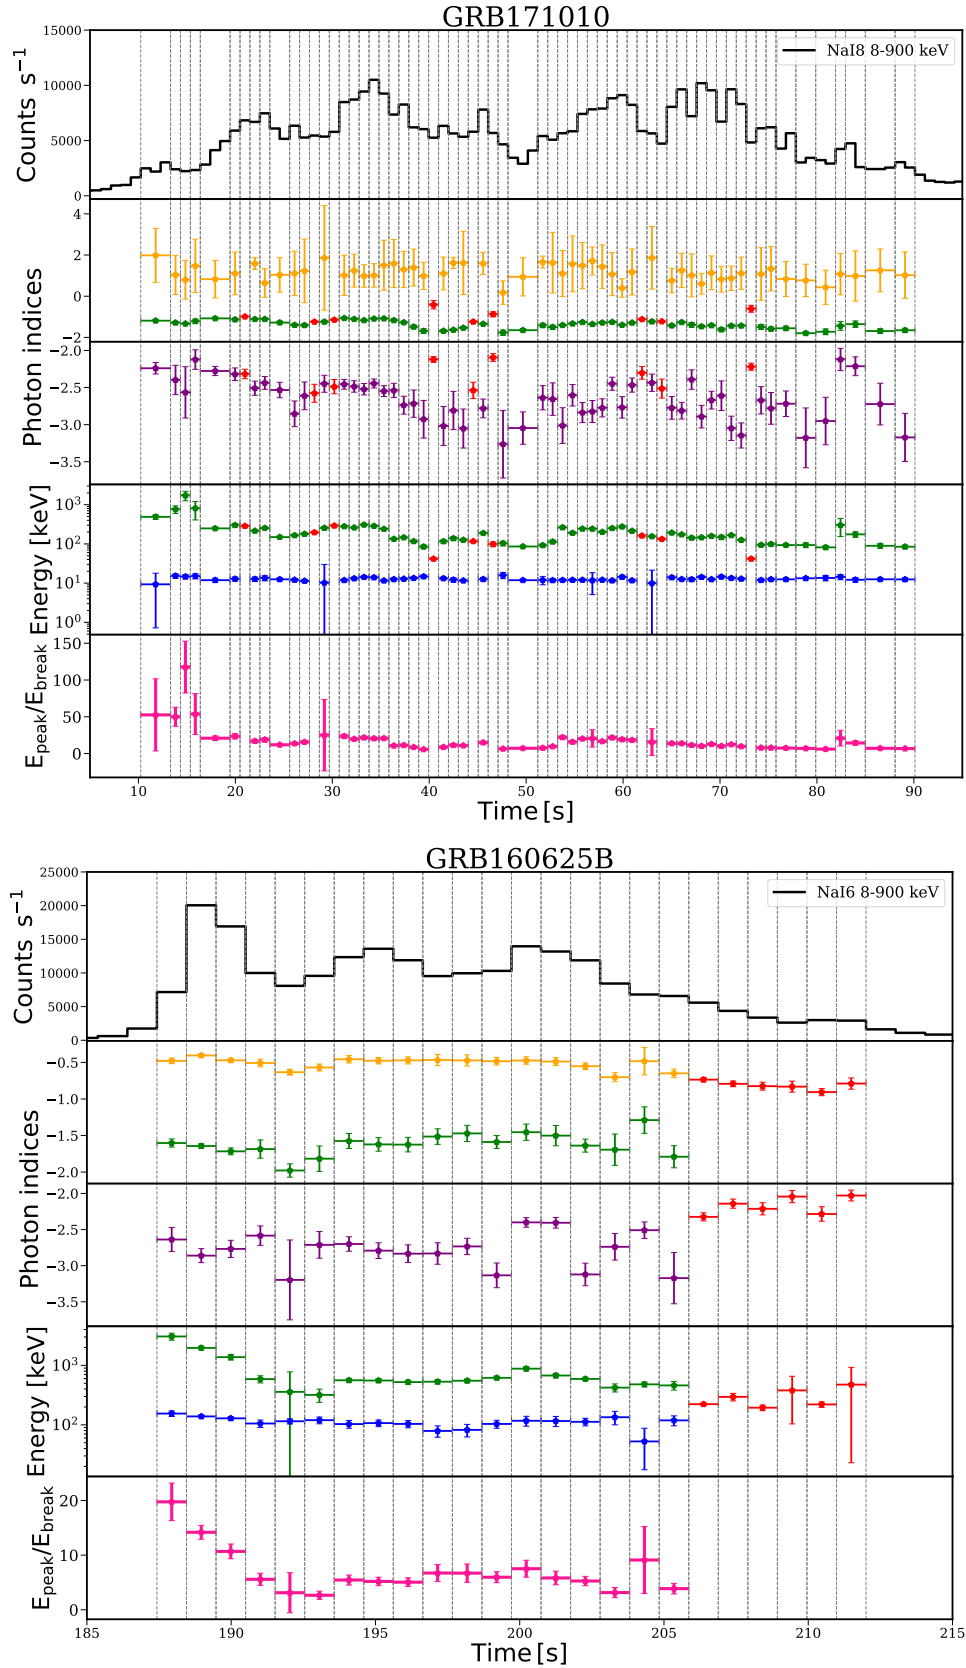 GRB171010
NaI8 8-900 keV
Counts s⁻¹
15000
10000
5000
0
Photon indices
4
2
0
−2
−2.0
−2.5
−3.0
−3.5
Energy [keV]
10³
10²
10¹
10⁰
E_peak/E_break
150
100
50
0
10 20 30 40 50 60 70 80 90
Time [s]
GRB160625B
NaI6 8-900 keV
Counts s⁻¹
25000
20000
15000
10000
5000
0
Photon indices
−0.5
−1.0
−1.5
−2.0
−2.0
−2.5
−3.0
−3.5
Energy [keV]
10³
10²
E_peak/E_break
20
10
0
185 190 195 200 205 210 215
Time [s]